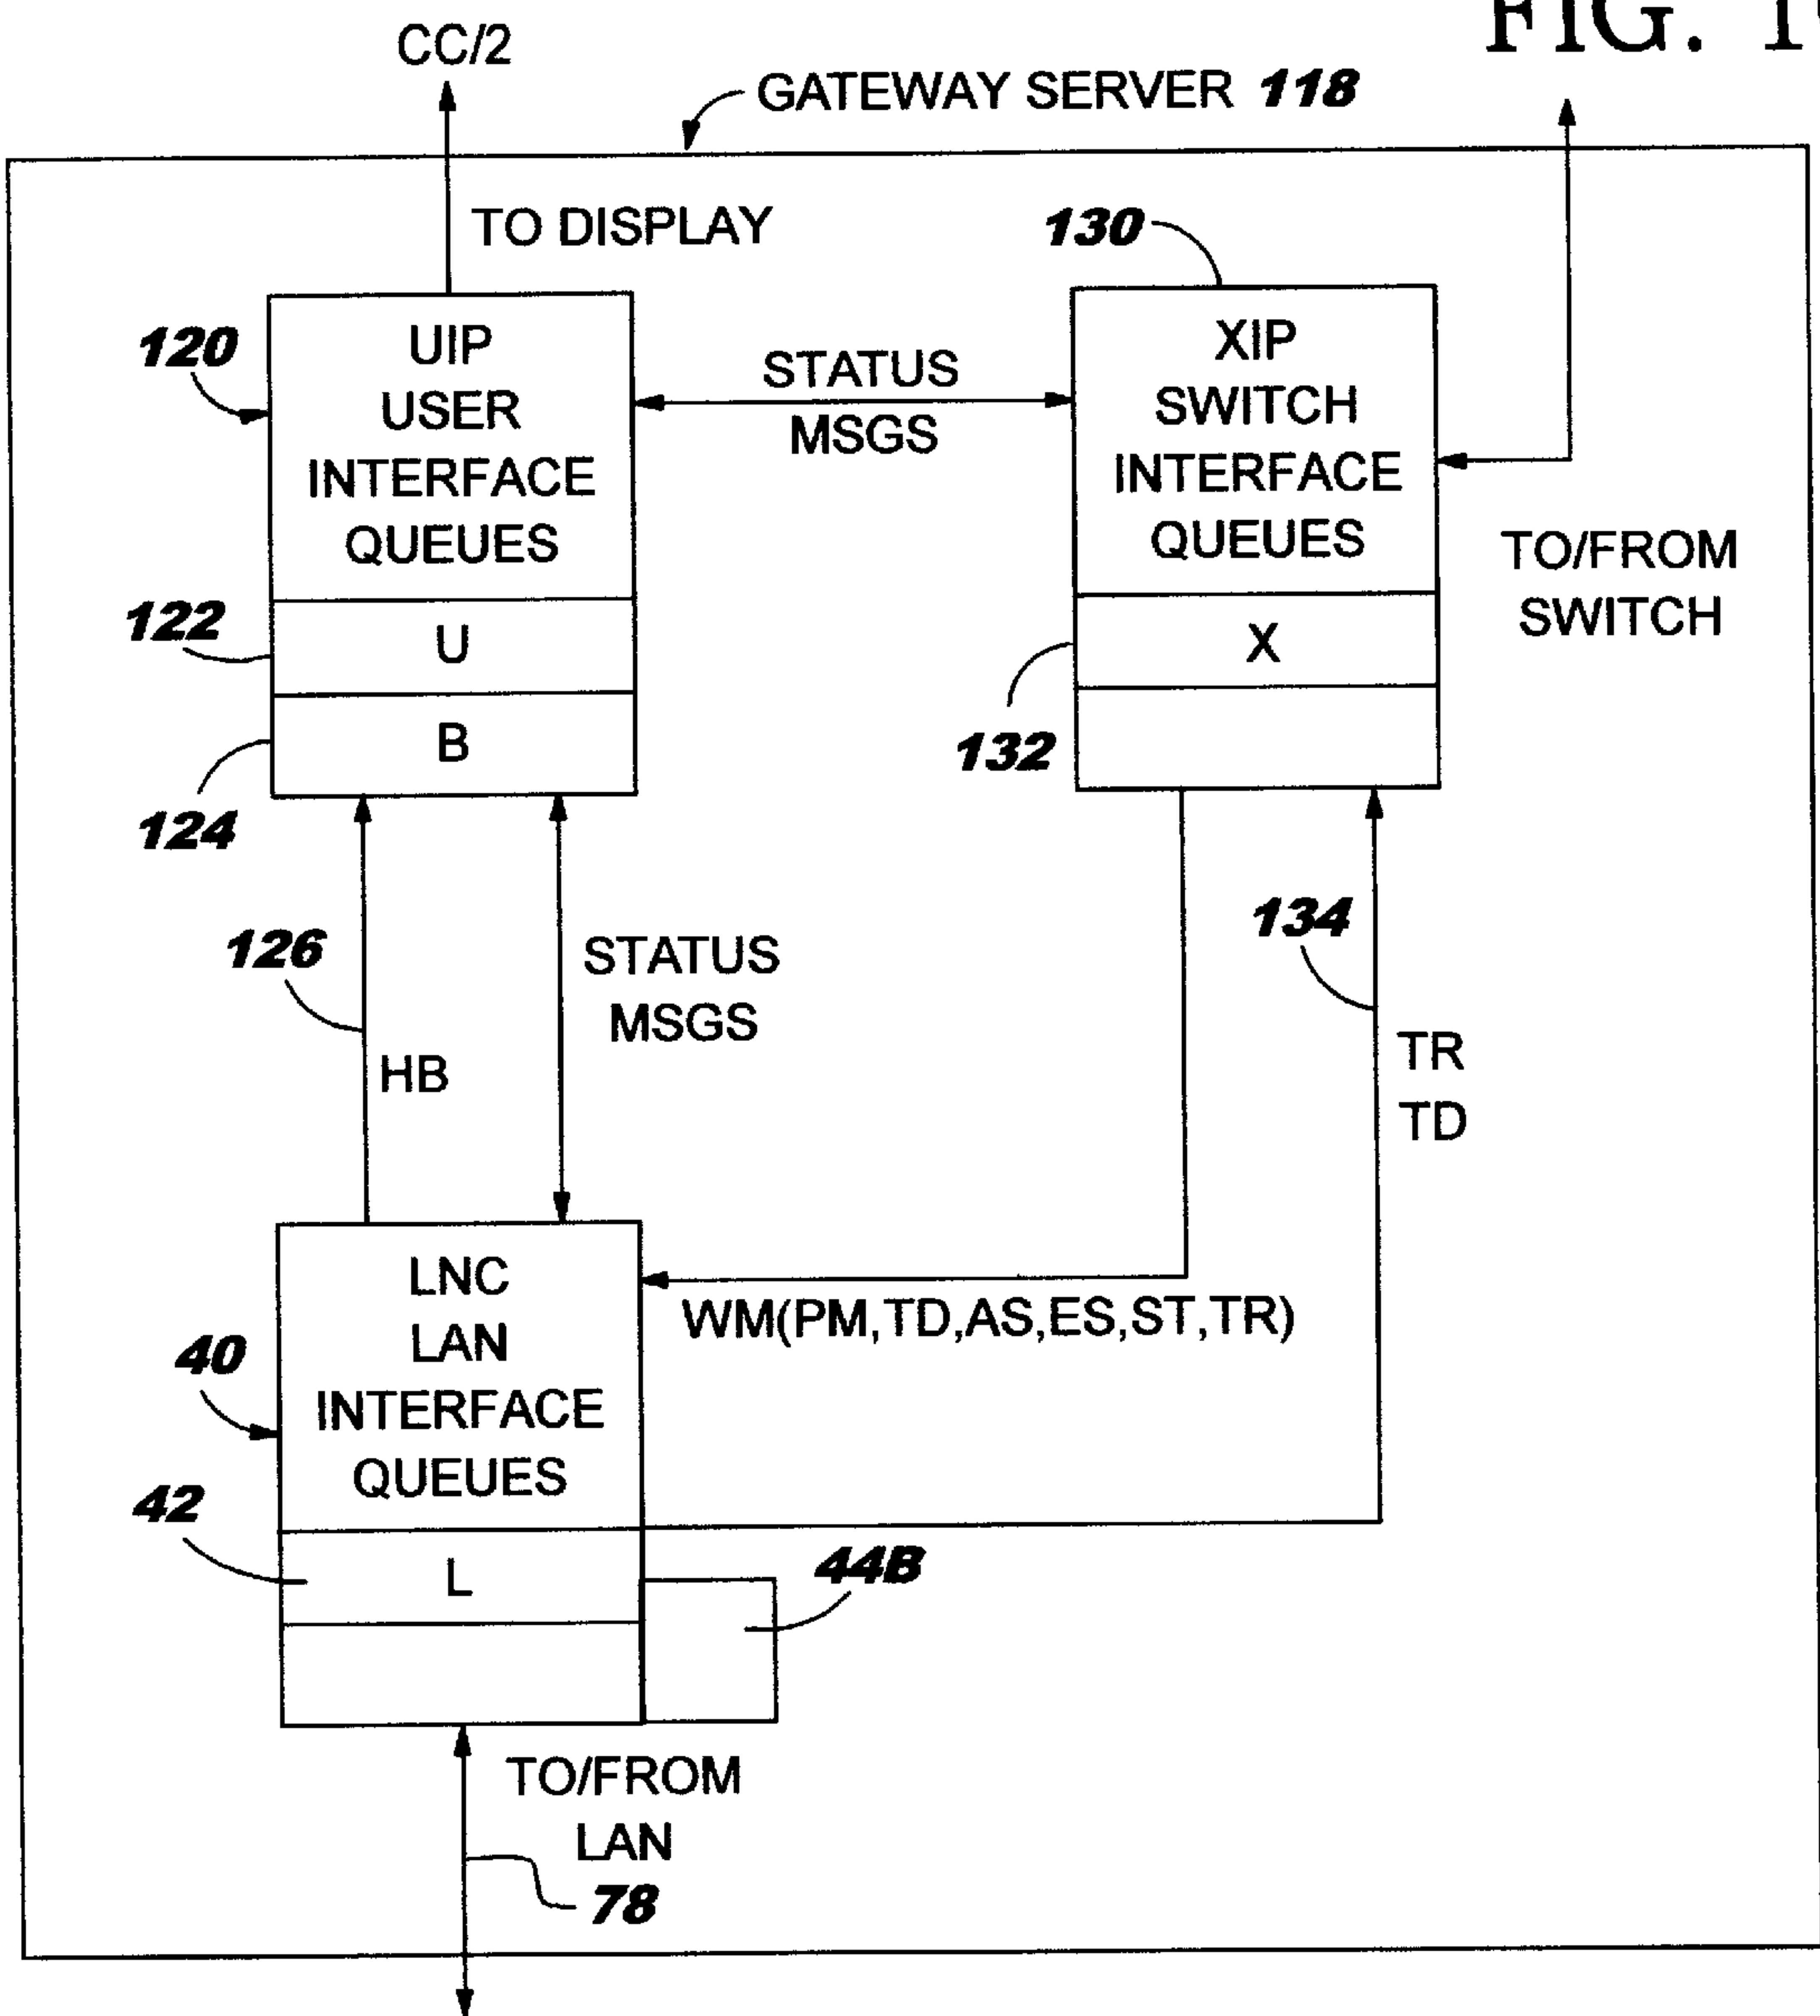 FIG. 1
CC/2
GATEWAY SERVER 118
TO DISPLAY
130
120
UIP
USER
INTERFACE
QUEUES
STATUS
MSGS
XIP
SWITCH
INTERFACE
QUEUES
TO/FROM
SWITCH
122
U
X
124
B
132
126
HB
STATUS
MSGS
134
TR
TD
LNC
LAN
INTERFACE
QUEUES
WM(PM,TD,AS,ES,ST,TR)
40
42
L
44B
TO/FROM
LAN
78